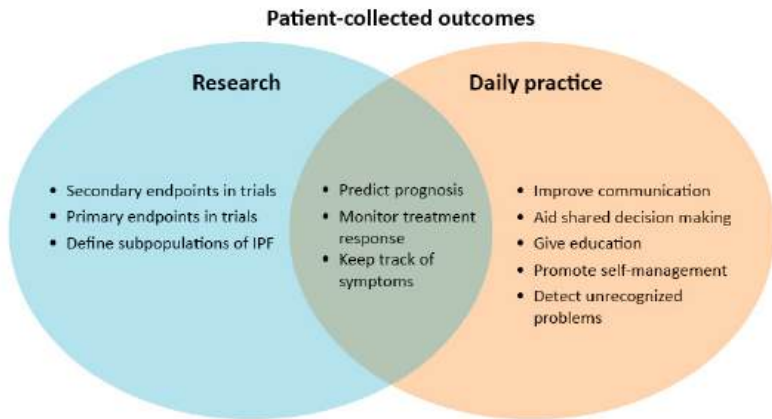 Patient-collected outcomes
Research
Daily practice
• Secondary endpoints in trials
• Primary endpoints in trials
• Define subpopulations of IPF
• Predict prognosis
• Monitor treatment
response
• Keep track of
symptoms
• Improve communication
• Aid shared decision making
• Give education
• Promote self-management
• Detect unrecognized
problems